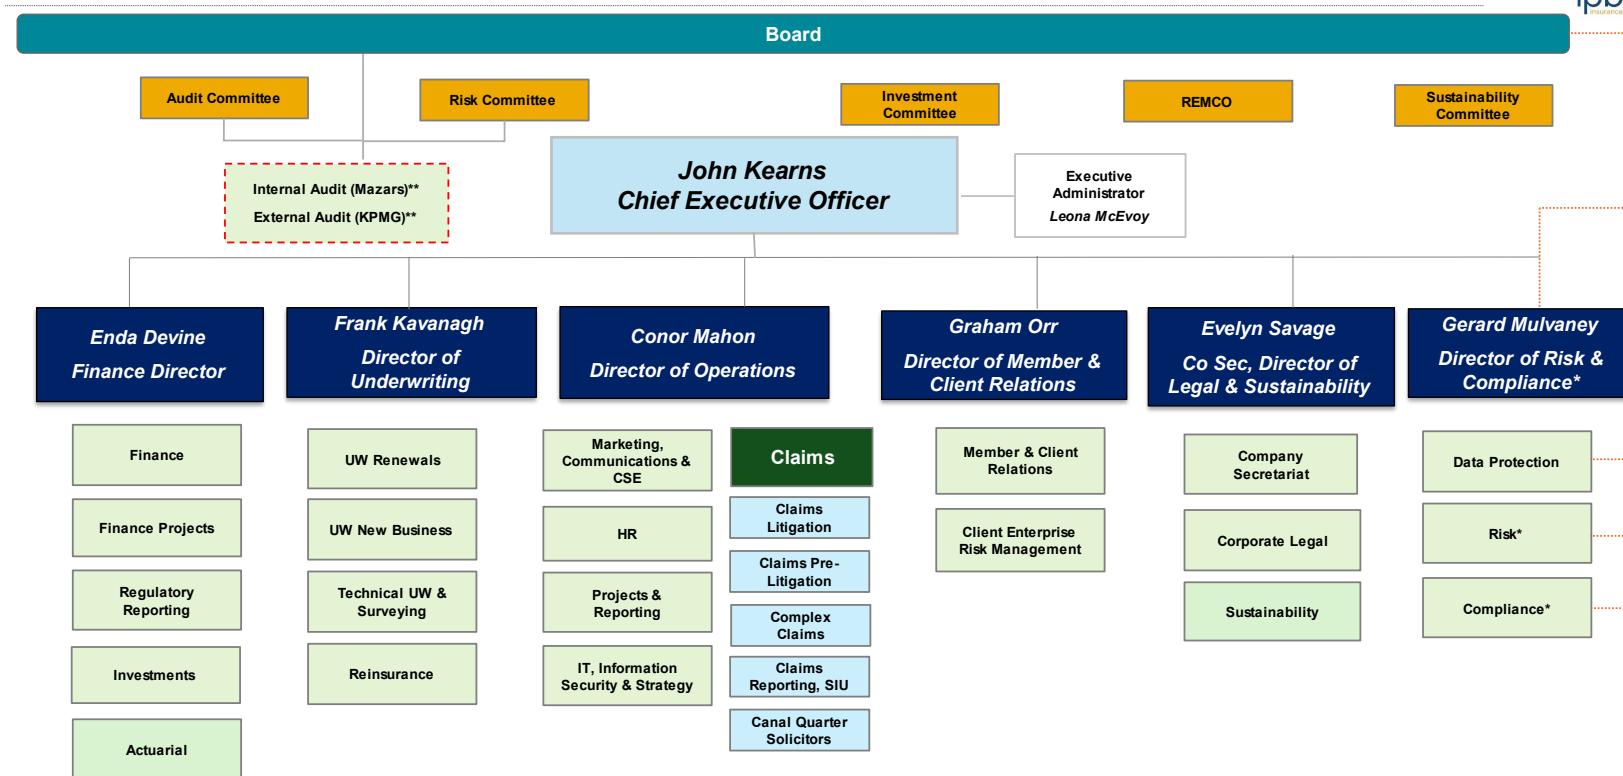 ipb
insurance
Board
Audit Committee
Risk Committee
Investment
Committee
REMCO
Sustainability
Committee
Internal Audit (Mazars)**
External Audit (KPMG)**
John Kearns
Chief Executive Officer
Executive
Administrator
Leona McEvoy
Enda Devine
Finance Director
Frank Kavanagh
Director of
Underwriting
Conor Mahon
Director of Operations
Graham Orr
Director of Member &
Client Relations
Evelyn Savage
Co Sec, Director of
Legal & Sustainability
Gerard Mulvaney
Director of Risk &
Compliance*
Finance
Finance Projects
Regulatory
Reporting
Investments
Actuarial
UW Renewals
UW New Business
Technical UW &
Surveying
Reinsurance
Marketing,
Communications &
CSE
HR
Projects &
Reporting
IT, Information
Security & Strategy
Claims
Claims
Litigation
Claims Pre-
Litigation
Complex
Claims
Claims
Reporting, SIU
Canal Quarter
Solicitors
Member & Client
Relations
Client Enterprise
Risk Management
Company
Secretariat
Corporate Legal
Sustainability
Data Protection
Risk*
Compliance*